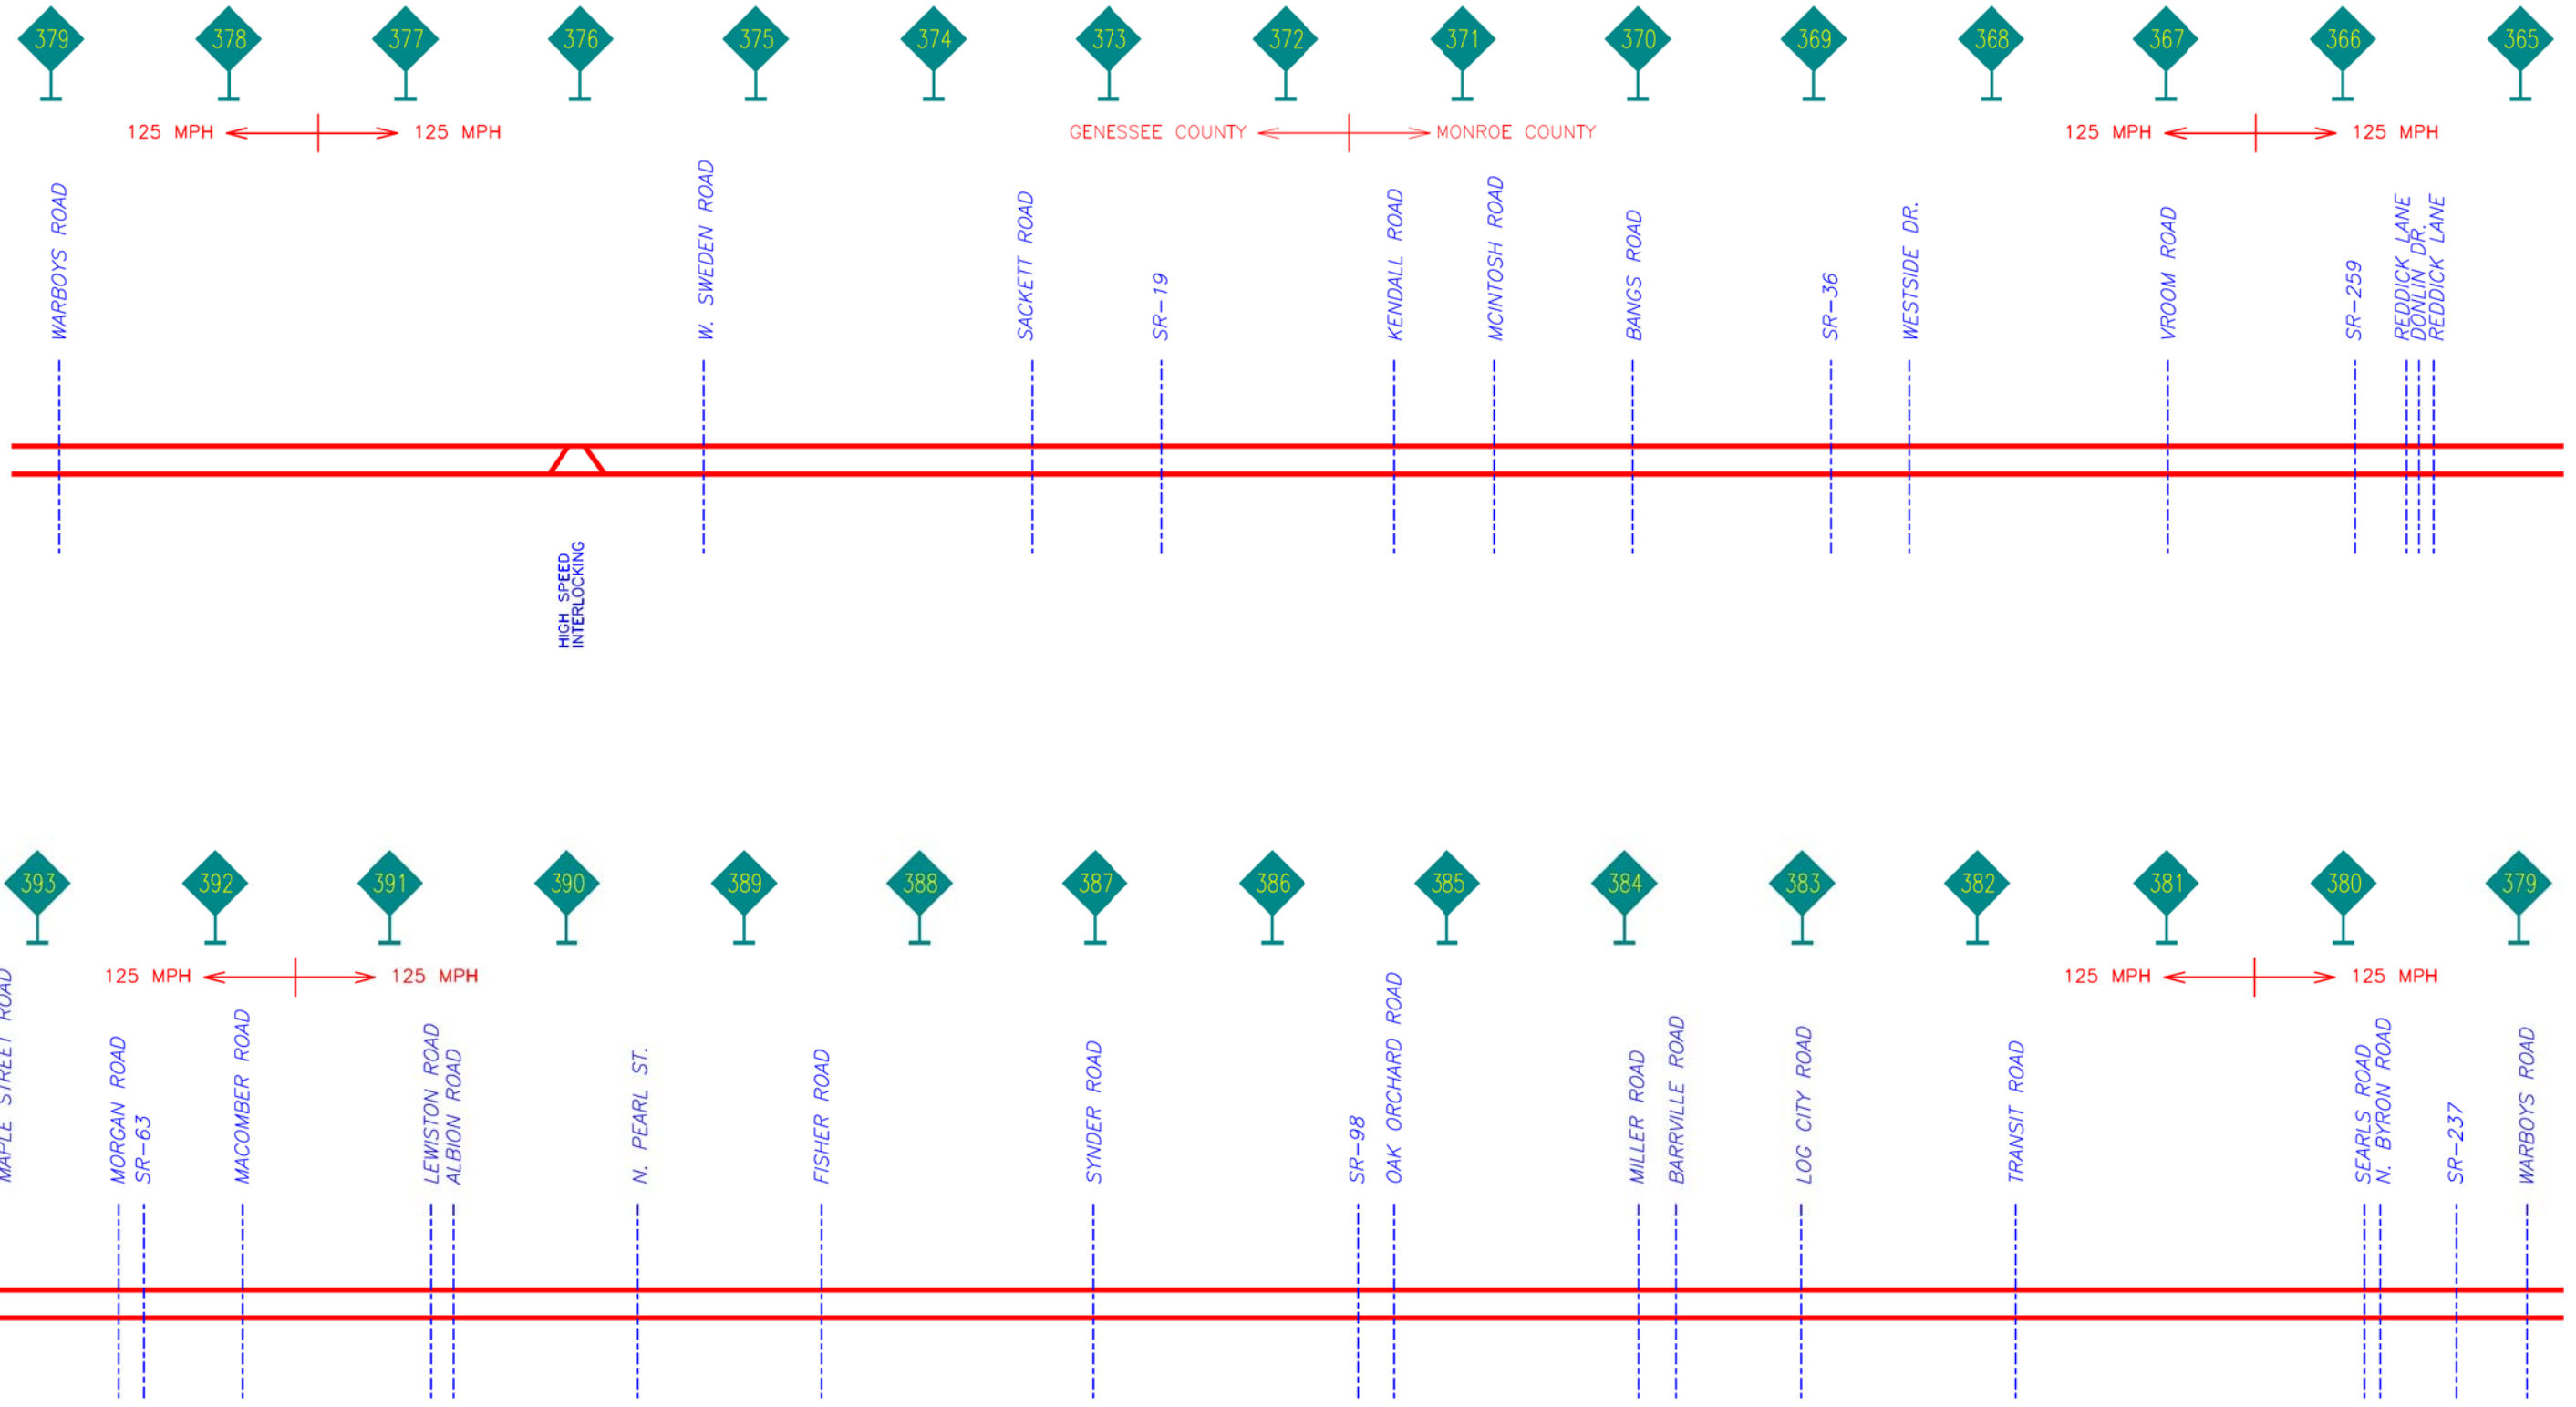 379 378 377 376 375 374 373 372 371 370 369 368 367 366 365
125 MPH 125 MPH
GENESSEE COUNTY MONROE COUNTY
125 MPH 125 MPH
WARBOYS ROAD
W. SWEDEN ROAD
SACKETT ROAD
SR-19
KENDALL ROAD
MCINTOSH ROAD
BANGS ROAD
SR-36
WESTSIDE DR.
VROOM ROAD
SR-259
REDDICK LANE
DONLIN DR.
REDDICK LANE
HIGH SPEED
INTERLOCKING
393 392 391 390 389 388 387 386 385 384 383 382 381 380 379
125 MPH 125 MPH
125 MPH 125 MPH
MAPLE STREET ROAD
MORGAN ROAD
SR-63
MACOMBER ROAD
LEWISTON ROAD
ALBION ROAD
N. PEARL ST.
FISHER ROAD
SYNDER ROAD
SR-98
OAK ORCHARD ROAD
MILLER ROAD
BARRVILLE ROAD
LOG CITY ROAD
TRANSIT ROAD
SEARLS ROAD
N. BYRON ROAD
SR-237
WARBOYS ROAD